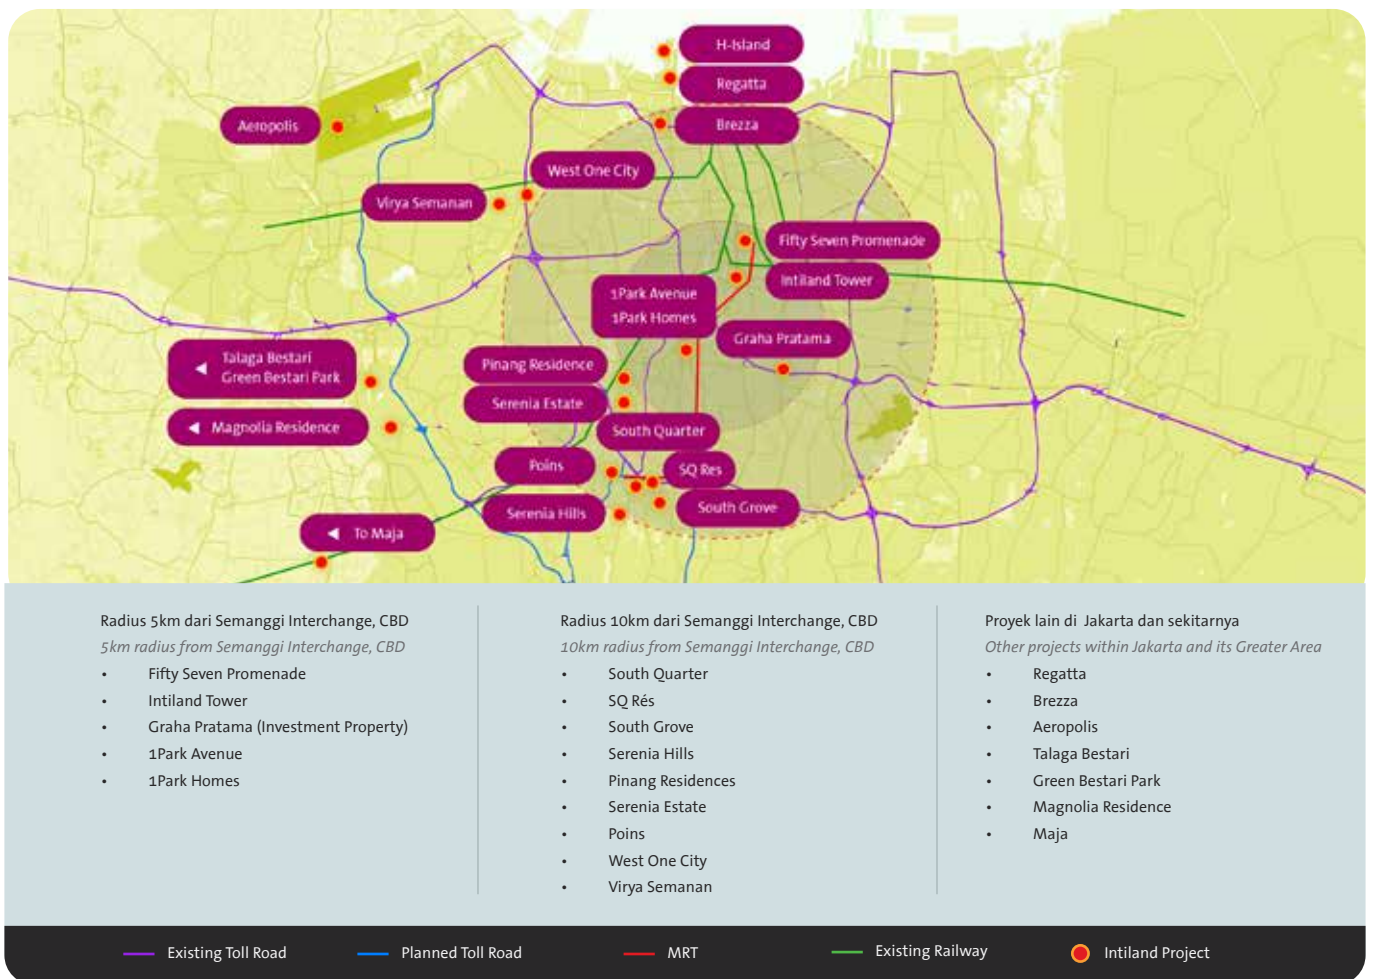 H-Island
Regatta
Brezza
Aeropolis
West One City
Virya Semanan
Fifty Seven Promenade
Intiland Tower
1Park Avenue
1Park Homes
Graha Pratama
Talaga Bestari
Green Bestari Park
Pinang Residence
Serenia Estate
Magnolia Residence
South Quarter
Poins
SQ Res
Serenia Hills
South Grove
To Maja
Radius 5km dari Semanggi Interchange, CBD
5km radius from Semanggi Interchange, CBD
• Fifty Seven Promenade
• Intiland Tower
• Graha Pratama (Investment Property)
• 1Park Avenue
• 1Park Homes
Radius 10km dari Semanggi Interchange, CBD
10km radius from Semanggi Interchange, CBD
• South Quarter
• SQ Rés
• South Grove
• Serenia Hills
• Pinang Residences
• Serenia Estate
• Poins
• West One City
• Virya Semanan
Proyek lain di Jakarta dan sekitarnya
Other projects within Jakarta and its Greater Area
• Regatta
• Brezza
• Aeropolis
• Talaga Bestari
• Green Bestari Park
• Magnolia Residence
• Maja
Existing Toll Road
Planned Toll Road
MRT
Existing Railway
Intiland Project